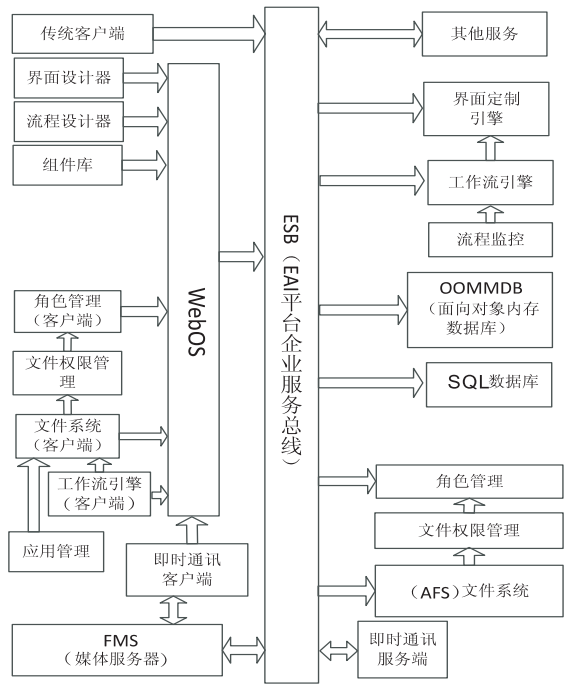 传统客户端
界面设计器
流程设计器
组件库
角色管理
(客户端)
文件权限管
理
文件系统
(客户端)
工作流引擎
(客户端)
应用管理
即时通讯
客户端
FMS
(媒体服务器)
WebOS
ESB（EAI平台企业服务总线）
其他服务
界面定制
引擎
工作流引擎
流程监控
OOMMDB
(面向对象内存
数据库)
SQL数据库
角色管理
文件权限管理
(AFS)文件系统
即时通讯
服务端